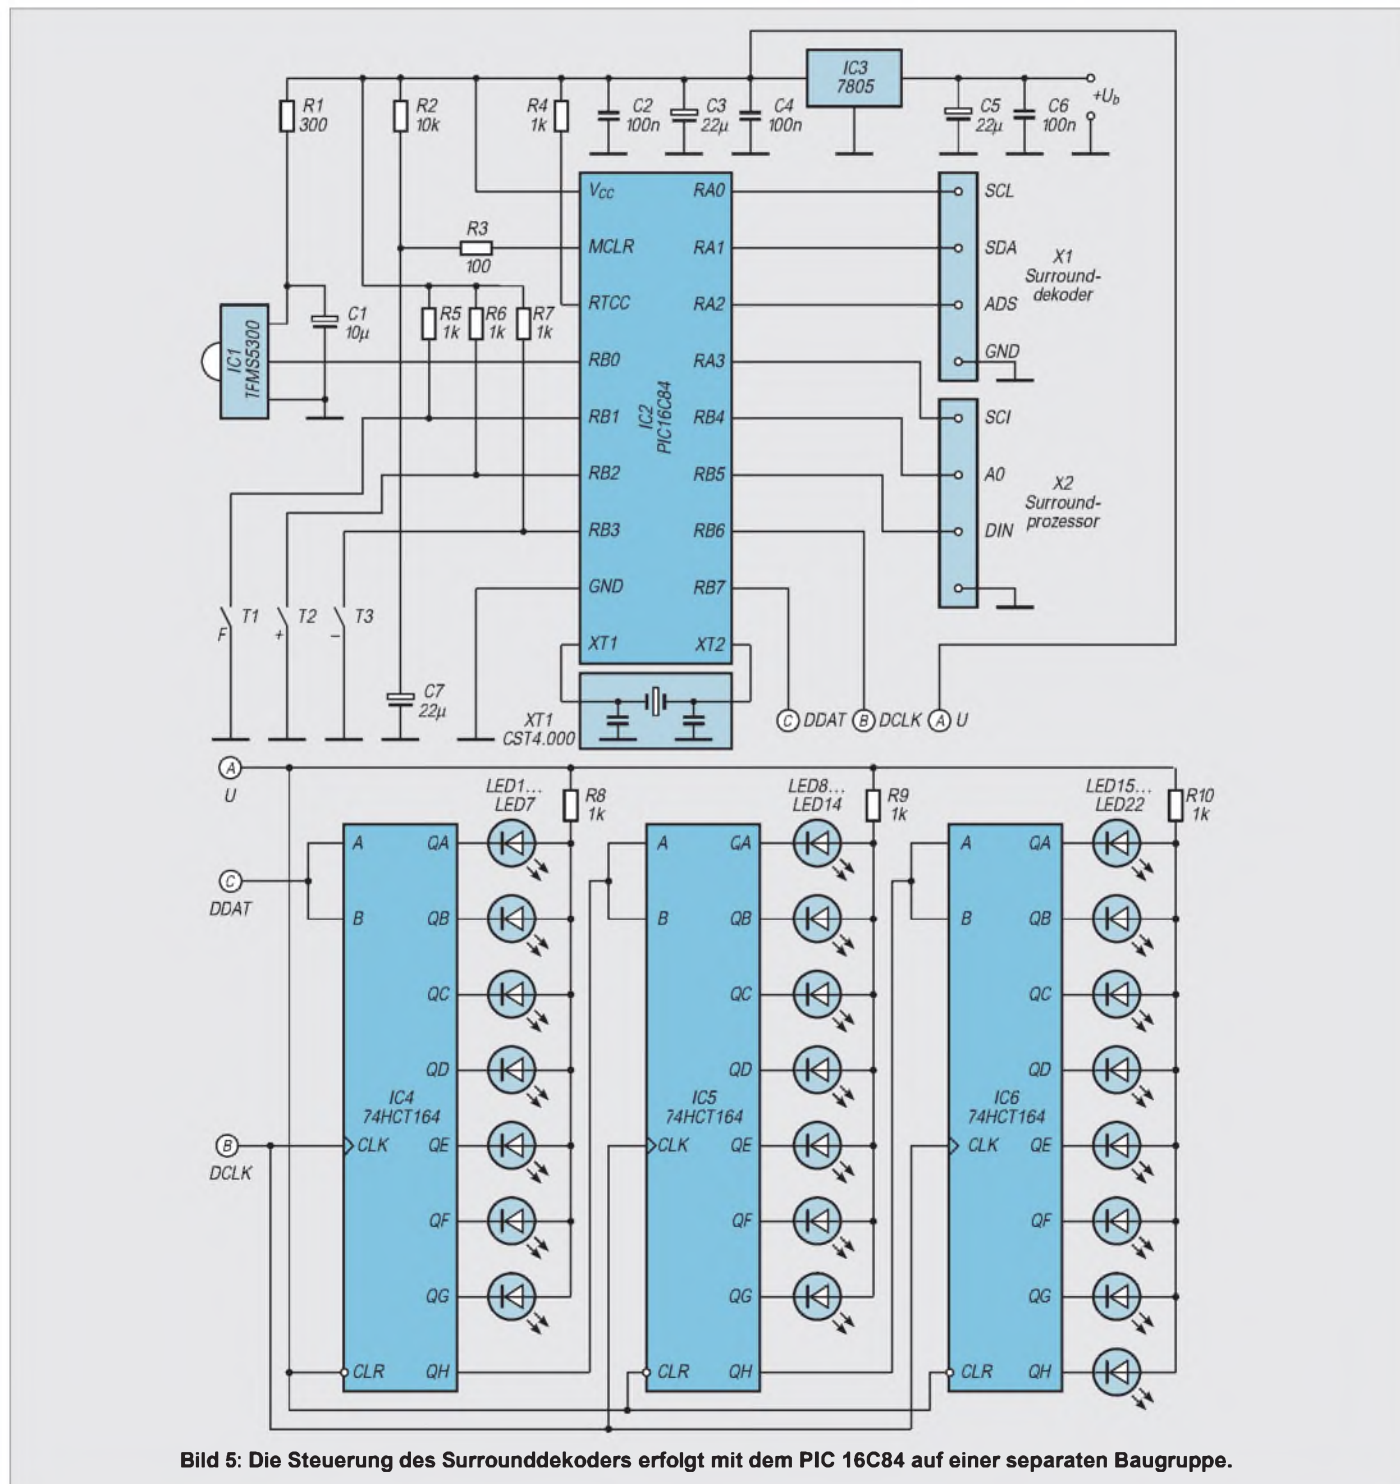 IC3
7805
+Ub
R1
300
R2
10k
R4
1k
C2
100n
C3
22µ
C4
100n
C5
22µ
C6
100n
VCC
RA0
SCL
R3
100
MCLR
RA1
SDA
X1
Surround-
dekoder
RTCC
RA2
ADS
C1
10µ
R5
1k
R6
1k
R7
1k
IC1
TFMS5300
RB0
RA3
GND
IC2
PIC16C84
RB1
RB4
SCI
RB2
RB5
A0
X2
Surround-
prozessor
RB3
RB6
DIN
GND
RB7
T1
F
T2
+
T3
–
XT1
XT2
C7
22µ
XT1
CST4.000
C DDAT
B DCLK
A U
A
U
LED1...
LED7
R8
1k
LED8...
LED14
R9
1k
LED15...
LED22
R10
1k
A
QA
A
QA
A
QA
C
DDAT
B
QB
B
QB
B
QB
QC
QC
QC
QD
QD
QD
IC4
74HCT164
IC5
74HCT164
IC6
74HCT164
B
DCLK
CLK
QE
CLK
QE
CLK
QE
QF
QF
QF
QG
QG
QG
CLR
QH
CLR
QH
CLR
QH
Bild 5: Die Steuerung des Surrounddekoders erfolgt mit dem PIC 16C84 auf einer separaten Baugruppe.